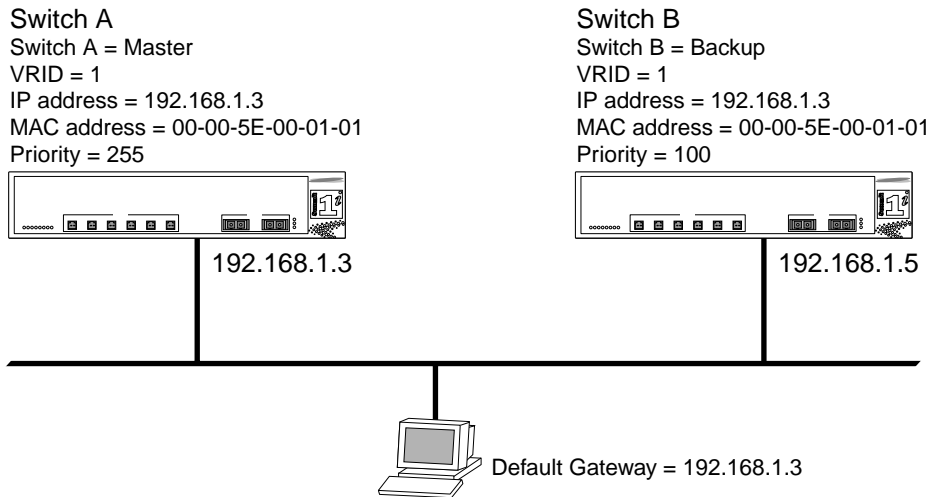 Switch A
Switch A = Master
VRID = 1
IP address = 192.168.1.3
MAC address = 00-00-5E-00-01-01
Priority = 255
Switch B
Switch B = Backup
VRID = 1
IP address = 192.168.1.3
MAC address = 00-00-5E-00-01-01
Priority = 100
192.168.1.3
192.168.1.5
Default Gateway = 192.168.1.3